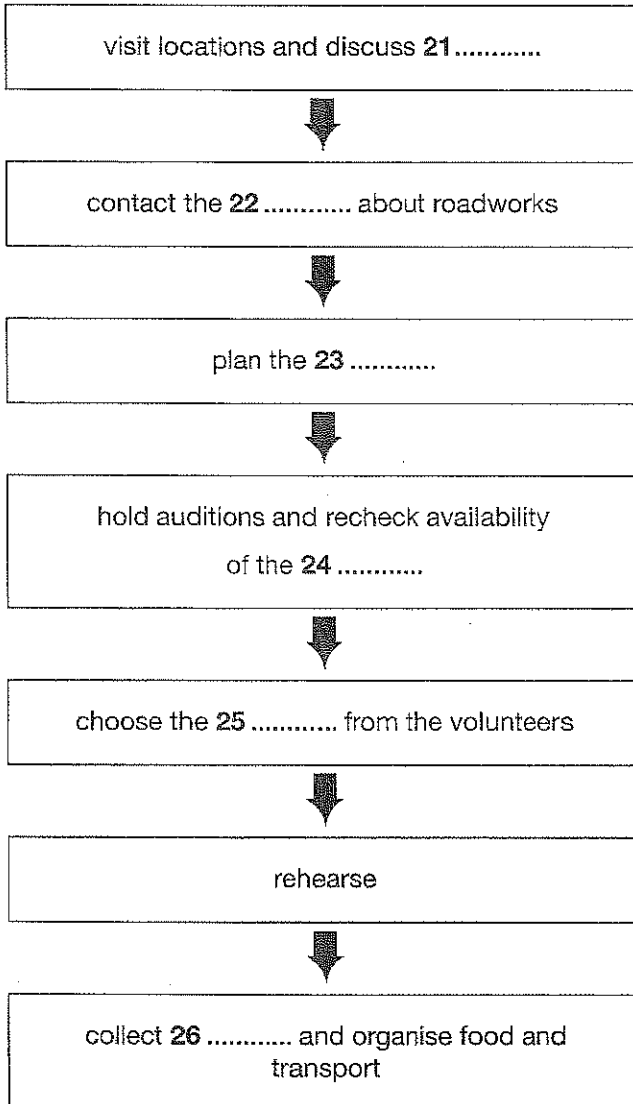 visit locations and discuss 21 ............
contact the 22 ............ about roadworks
plan the 23 ............
hold auditions and recheck availability
of the 24 ............
choose the 25 ............ from the volunteers
rehearse
collect 26 ............ and organise food and
transport